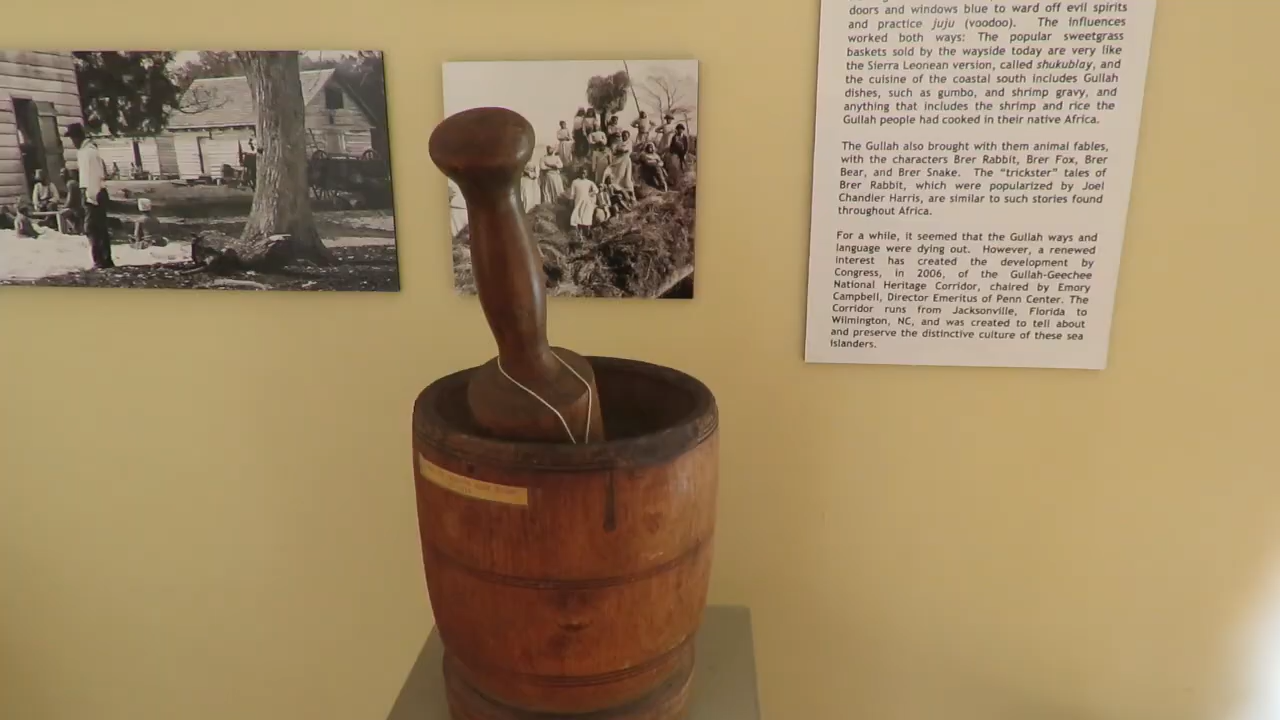 doors and windows blue to ward off evil spirits
and practice juju (voodoo). The influences
worked both ways: The popular sweetgrass
baskets sold by the wayside today are very like
the Sierra Leonean version, called shukublay, and
the cuisine of the coastal south includes Gullah
dishes, such as gumbo, and shrimp gravy, and
anything that includes the shrimp and rice the
Gullah people had cooked in their native Africa.
The Gullah also brought with them animal fables,
with the characters Brer Rabbit, Brer Fox, Brer
Bear, and Brer Snake. The "trickster" tales of
Brer Rabbit, which were popularized by Joel
Chandler Harris, are similar to such stories found
throughout Africa.
For a while, it seemed that the Gullah ways and
language were dying out. However, a renewed
interest has created the development by
Congress, in 2006, of the Gullah-Geechee
National Heritage Corridor, chaired by Emory
Campbell, Director Emeritus of Penn Center. The
Corridor runs from Jacksonville, Florida to
Wilmington, NC, and was created to tell about
and preserve the distinctive culture of these sea
islanders.